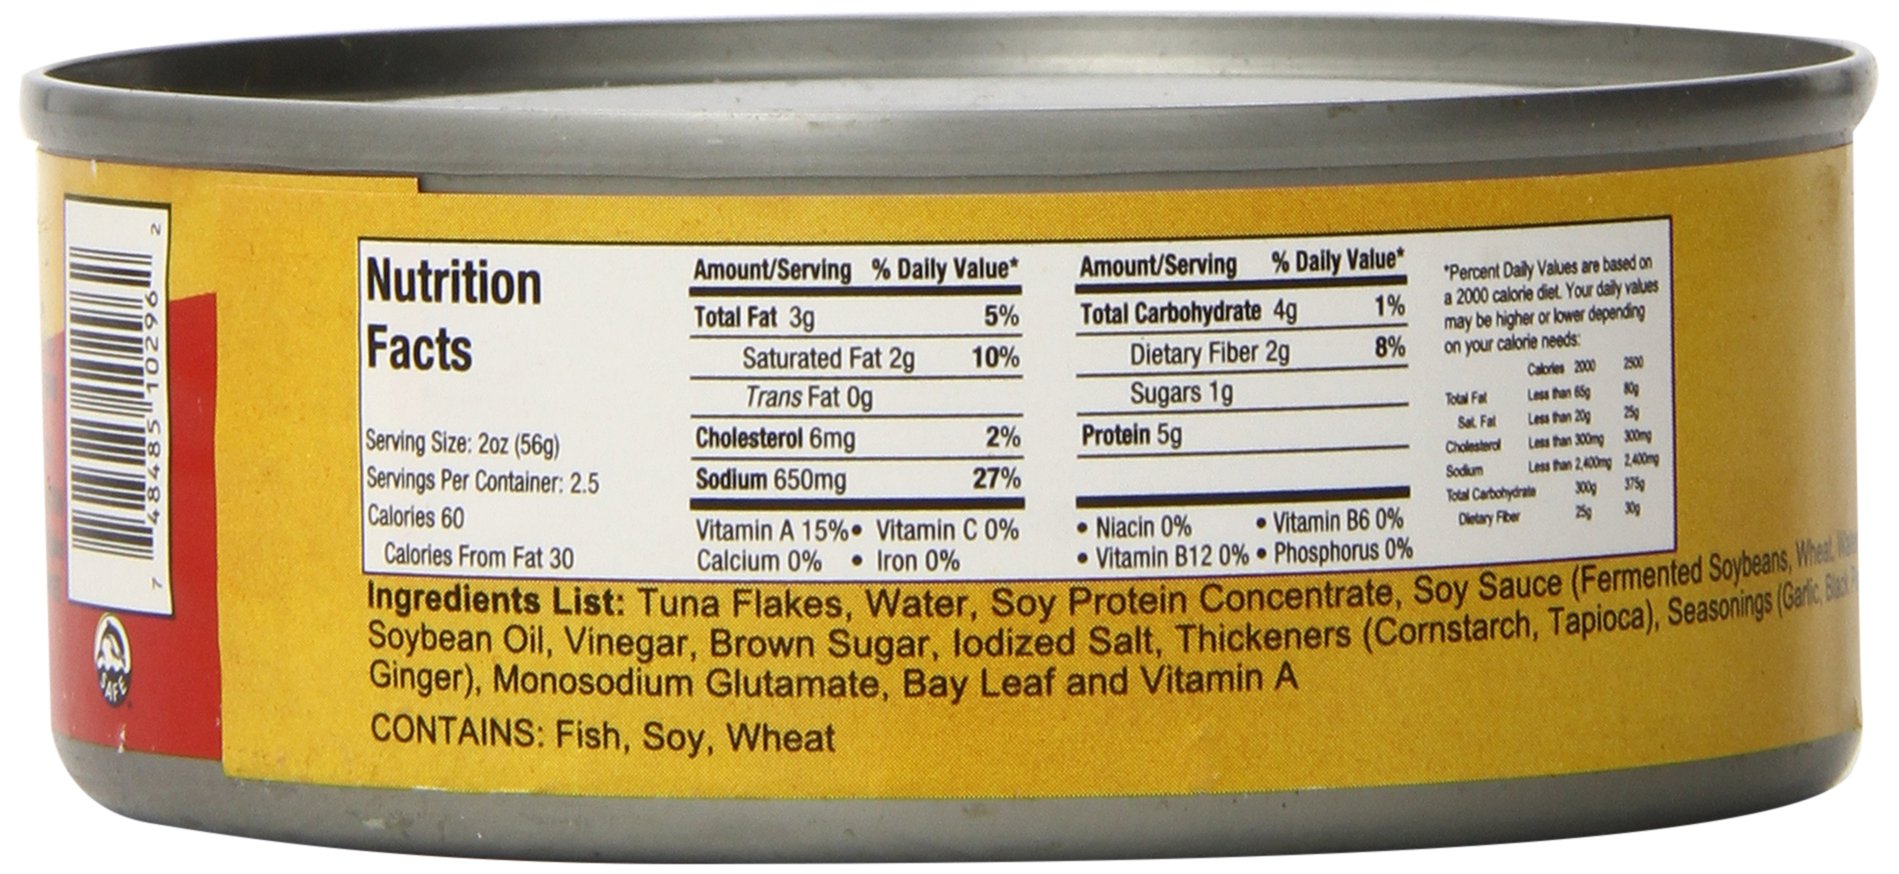 Nutrition
Facts
Serving Size: 2oz (56g)
Servings Per Container: 2.5
Calories 60
Calories From Fat 30
Amount/Serving % Daily Value*
Total Fat 3g 5%
Saturated Fat 2g 10%
Trans Fat 0g
Cholesterol 6mg 2%
Sodium 650mg 27%
Vitamin A 15% • Vitamin C 0%
Calcium 0% • Iron 0%
Amount/Serving % Daily Value*
Total Carbohydrate 4g 1%
Dietary Fiber 2g 8%
Sugars 1g
Protein 5g
• Niacin 0% • Vitamin B6 0%
• Vitamin B12 0% • Phosphorus 0%
*Percent Daily Values are based on
a 2000 calorie diet. Your daily values
may be higher or lower depending
on your calorie needs:
Calories 2000 2500
Total Fat Less than 65g 80g
Sat. Fat Less than 20g 25g
Cholesterol Less than 300mg 300mg
Sodium Less than 2,400mg 2,400mg
Total Carbohydrate 300g 375g
Dietary Fiber 25g 30g
Ingredients List: Tuna Flakes, Water, Soy Protein Concentrate, Soy Sauce (Fermented Soybeans, Wheat,
Soybean Oil, Vinegar, Brown Sugar, Iodized Salt, Thickeners (Cornstarch, Tapioca), Seasonings (Garlic, Black
Ginger), Monosodium Glutamate, Bay Leaf and Vitamin A
CONTAINS: Fish, Soy, Wheat
7 48485 10296 2
SAFE